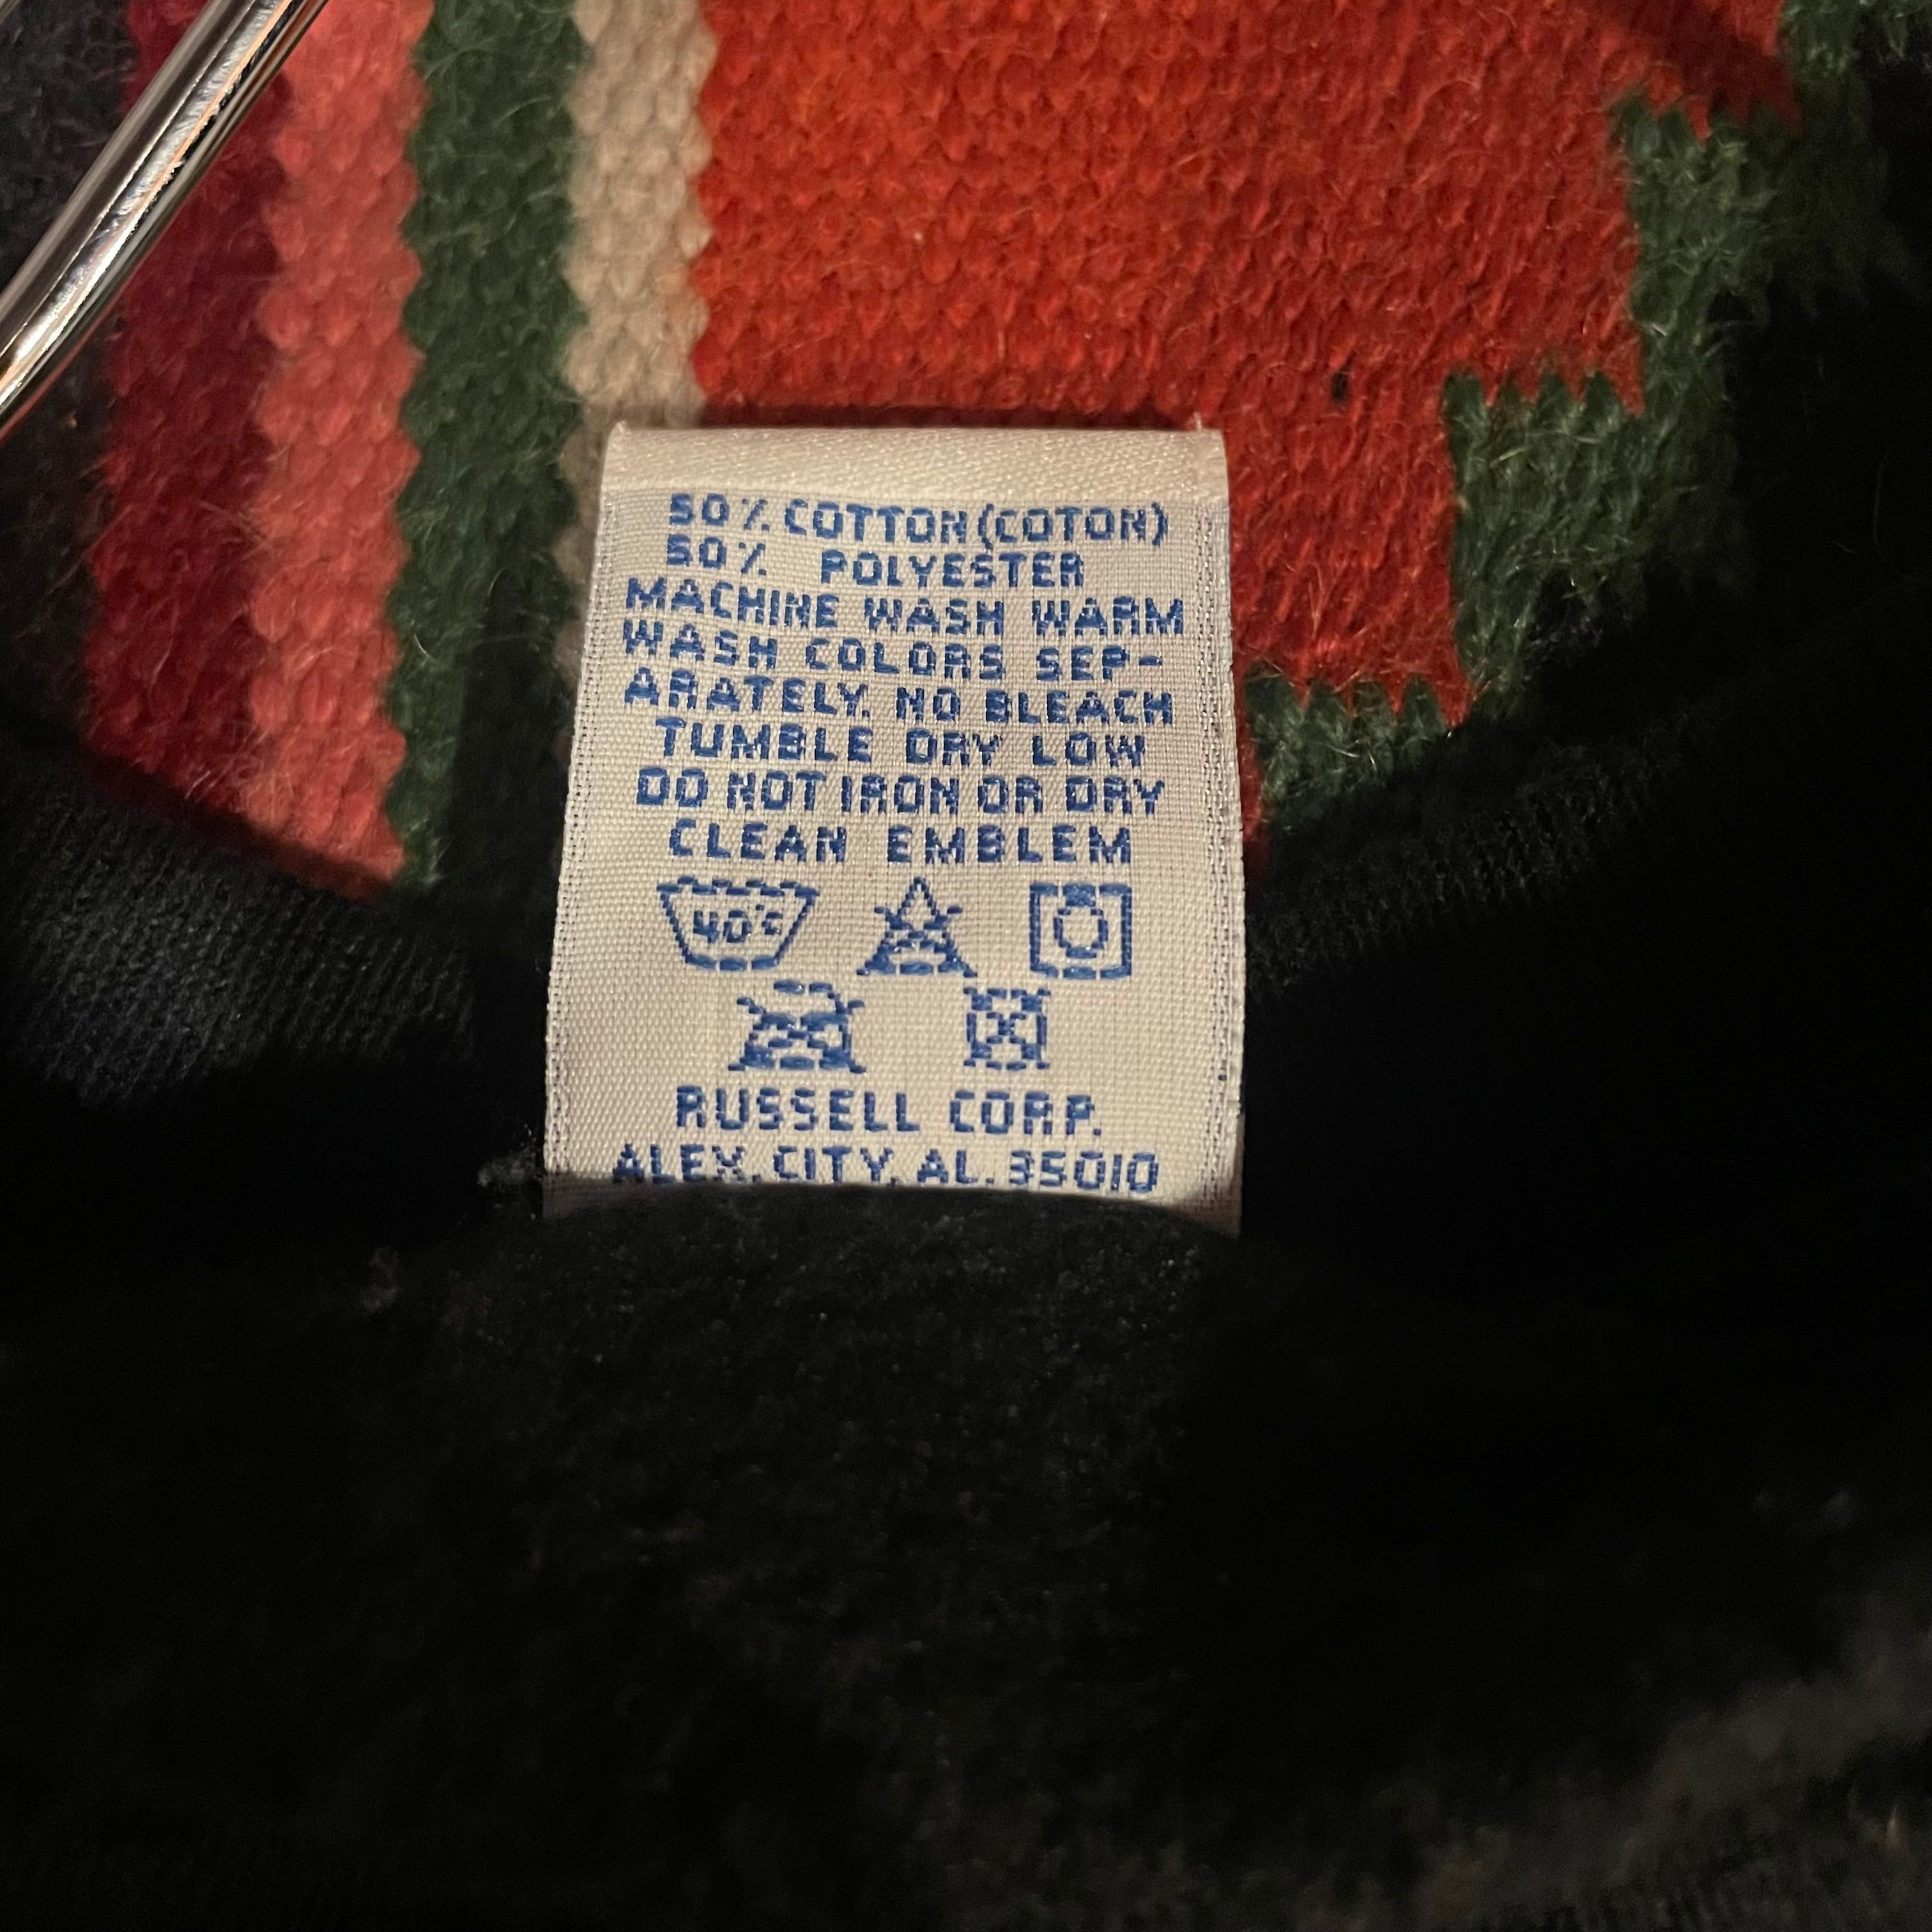 50% COTTON (COTON)
50% POLYESTER
MACHINE WASH WARM
WASH COLORS SEP-
ARATELY. NO BLEACH
TUMBLE DRY LOW
DO NOT IRON OR DRY
CLEAN EMBLEM
40°C
RUSSELL CORP.
ALEX. CITY, AL. 35010